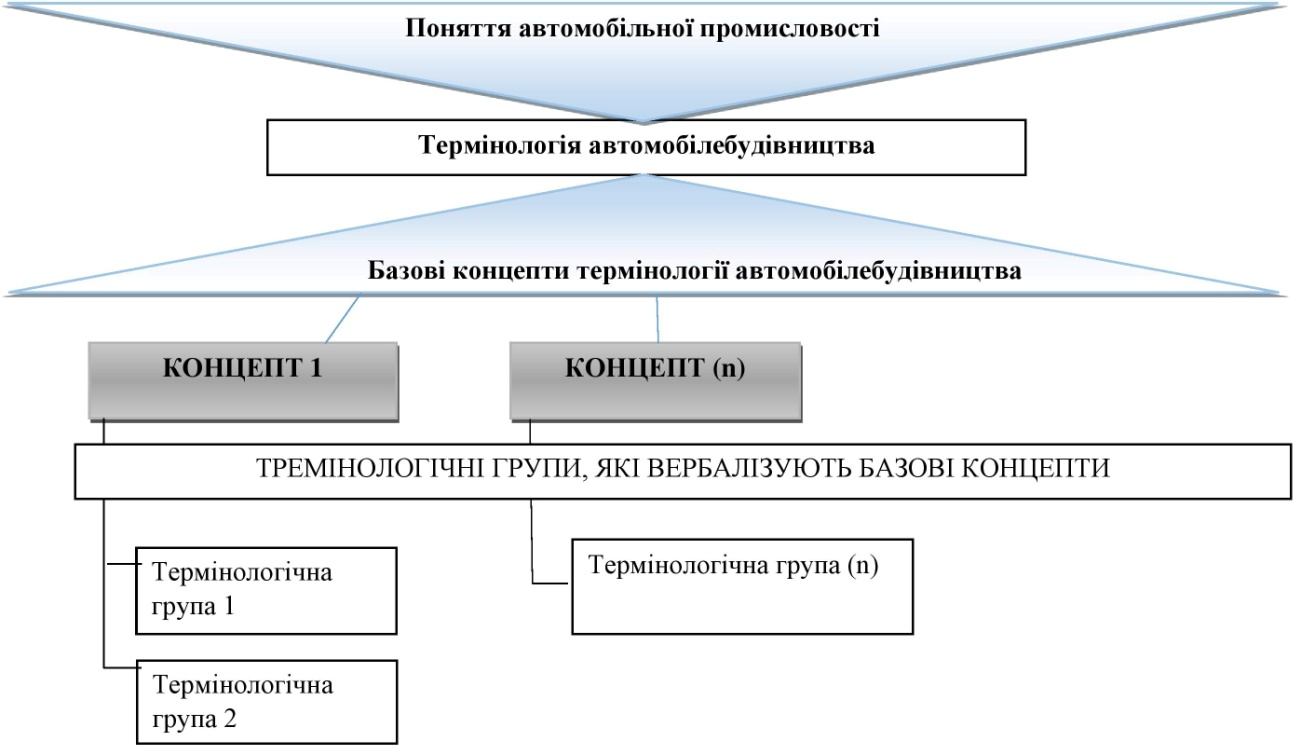 Поняття автомобільної промисловості
Термінологія автомобілебудівництва
Базові концепти термінології автомобілебудівництва
КОНЦЕПТ 1
КОНЦЕПТ (n)
ТРЕМІНОЛОГІЧНІ ГРУПИ, ЯКІ ВЕРБАЛІЗУЮТЬ БАЗОВІ КОНЦЕПТИ
Термінологічна
група 1
Термінологічна група (n)
Термінологічна
група 2